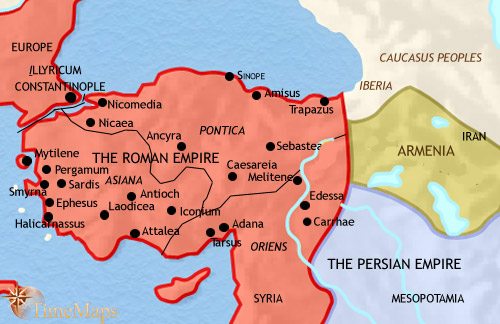 EUROPE
CAUCASUS PEOPLES
ILLYRICUM
SINOPE
CONSTANTINOPLE
IBERIA
Nicomedia
Amisus
Trapazus
Nicaea
PONTICA
IRAN
Ancyra
Sebastea
ARMENIA
Mytilene
THE ROMAN EMPIRE
Pergamum
Caesareia
Melitene
Smyrna
Sardis
ASIANA
Antioch
Edessa
Ephesus
Laodicea
Iconium
Halicarnassus
Adana
Carrhae
Attalea
Tarsus
ORIENS
THE PERSIAN EMPIRE
SYRIA
MESOPOTAMIA
TimeMaps